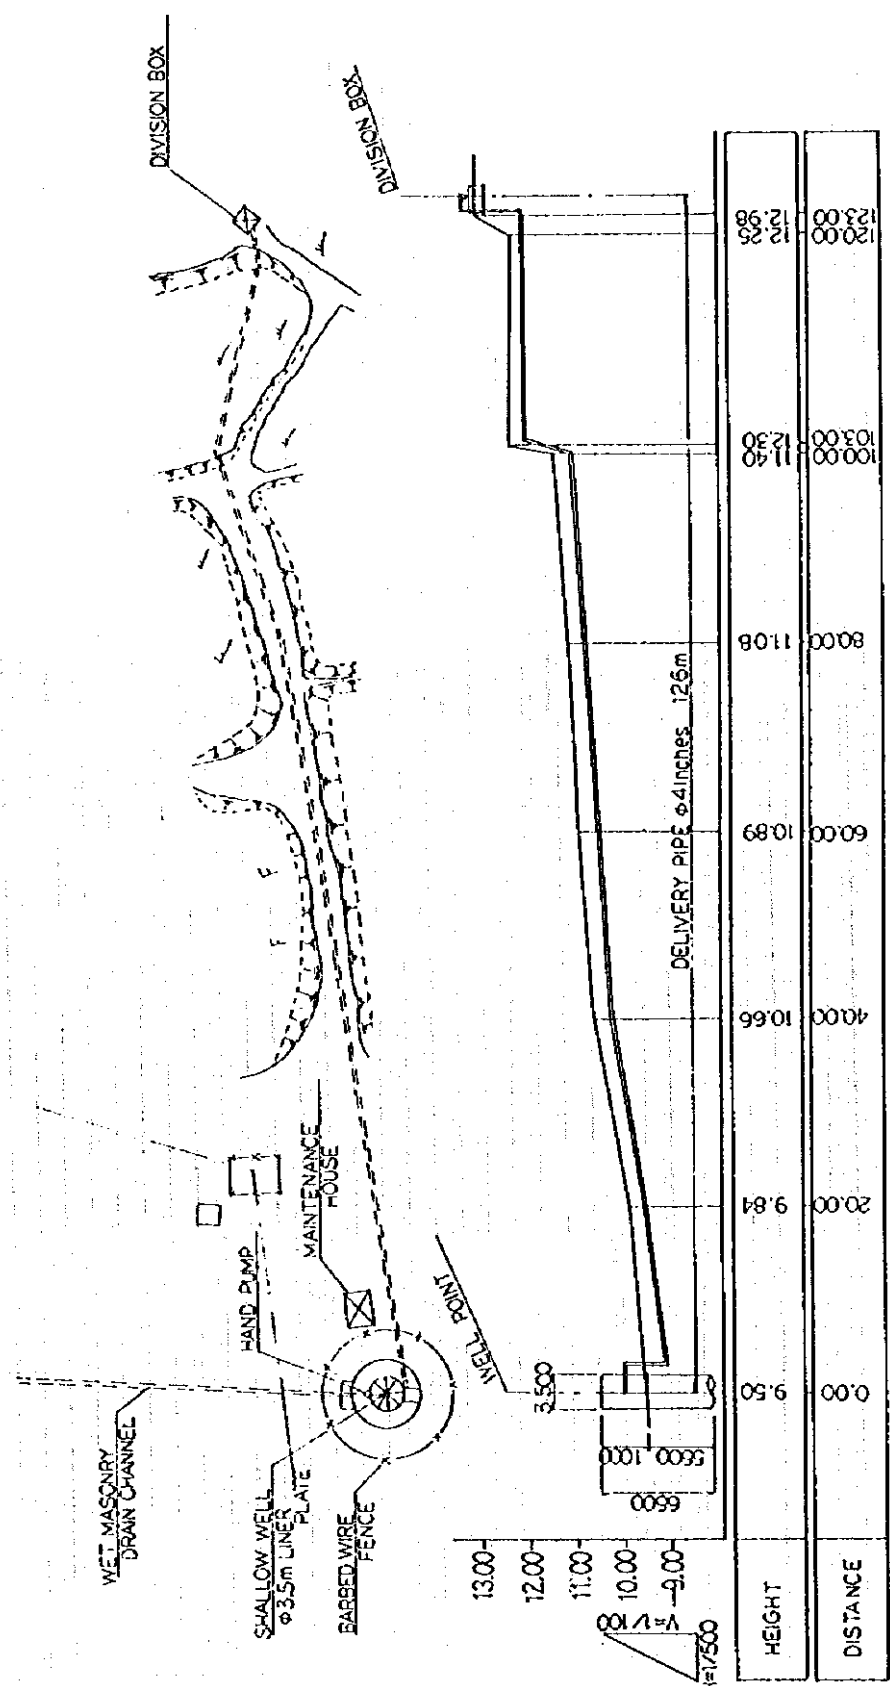 DIVISION BOX
DIVISION BOX
WET MASONRY
DRAIN CHANNEL
HAND PUMP
MAINTENANCE
HOUSE
SHALLOW WELL
φ3.5m LINER
PLATE
BARBED WIRE
FENCE
F
F
WELL POINT
3.500
1000
5600
6600
DELIVERY PIPE φ4inches 126m
13.00
12.00
11.00
10.00
9.00
V=1/100
=1/500
HEIGHT
9.50
9.84
10.66
10.89
11.08
11.40
12.30
12.25
12.98
DISTANCE
0.00
20.00
40.00
60.00
80.00
100.00
103.00
120.00
123.00